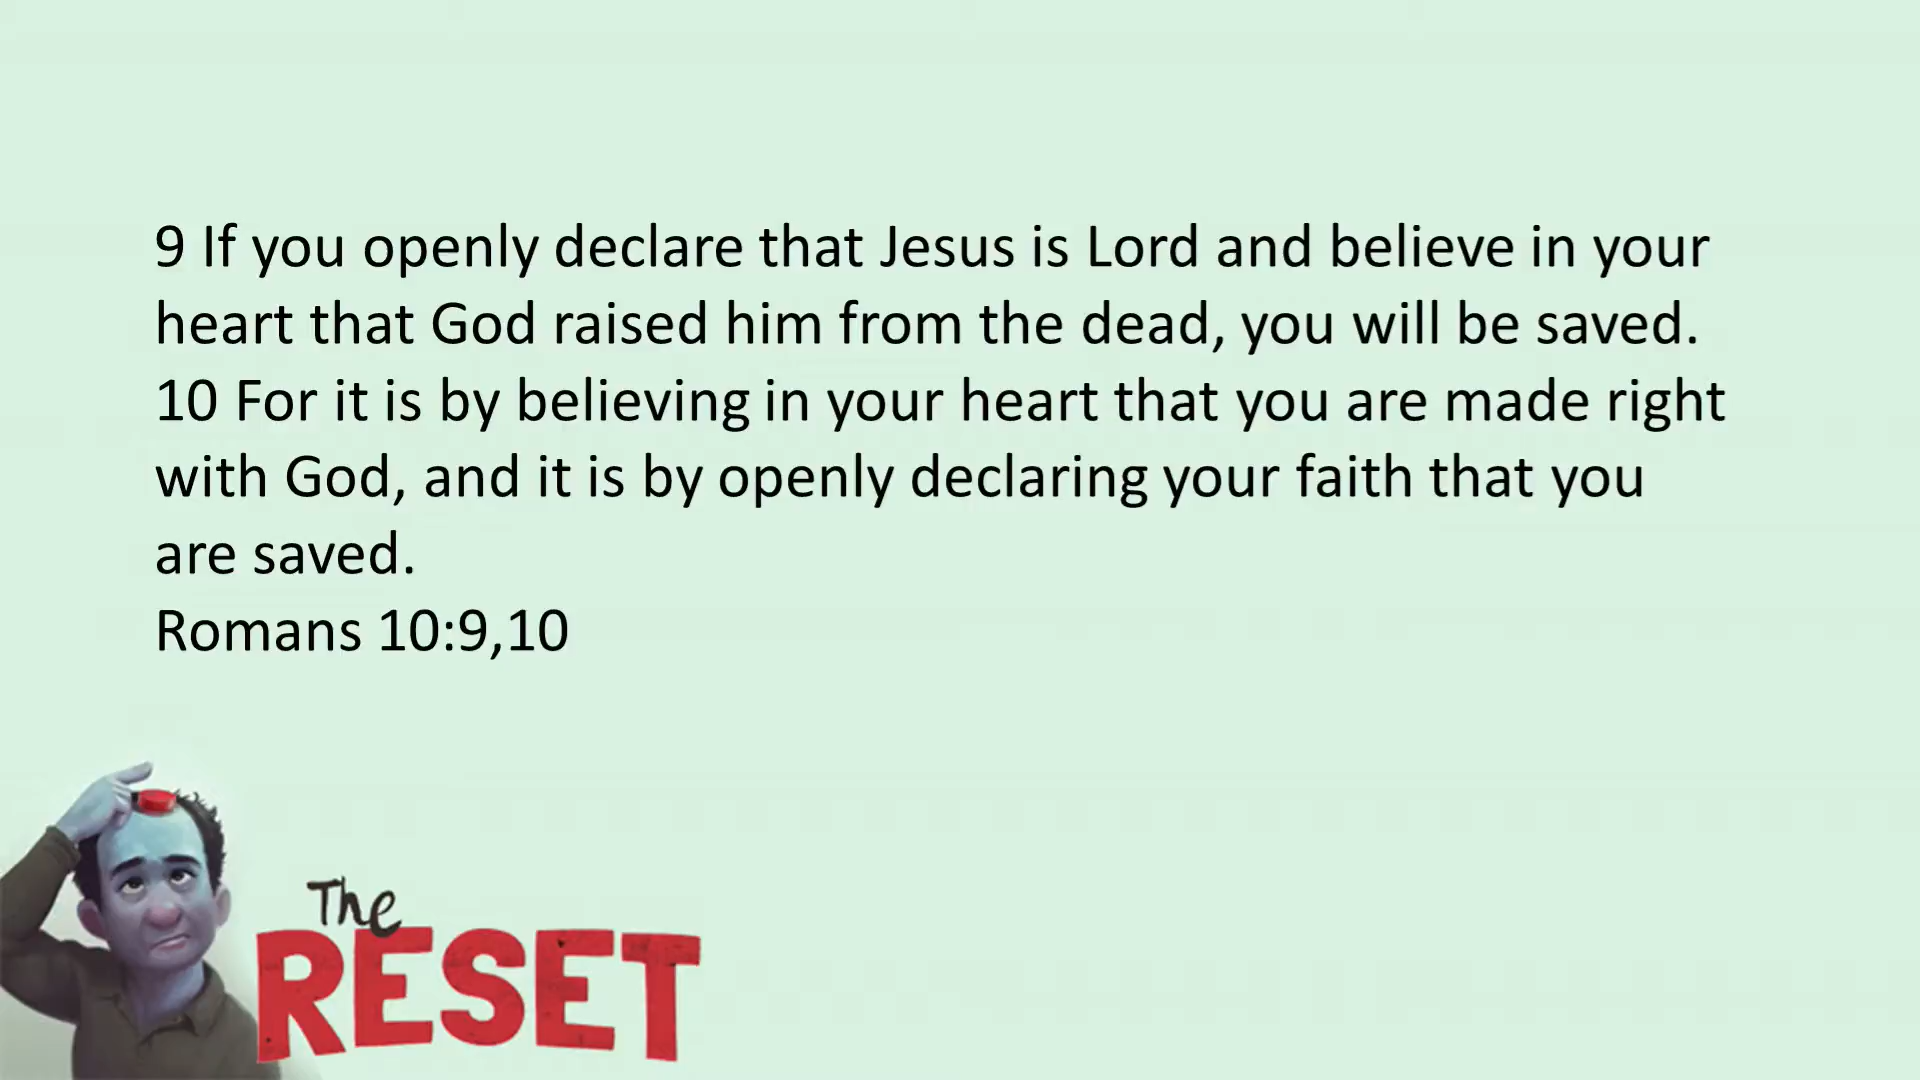 9 If you openly declare that Jesus is Lord and believe in your
heart that God raised him from the dead, you will be saved.
10 For it is by believing in your heart that you are made right
with God, and it is by openly declaring your faith that you
are saved.
Romans 10:9,10
The
RESET